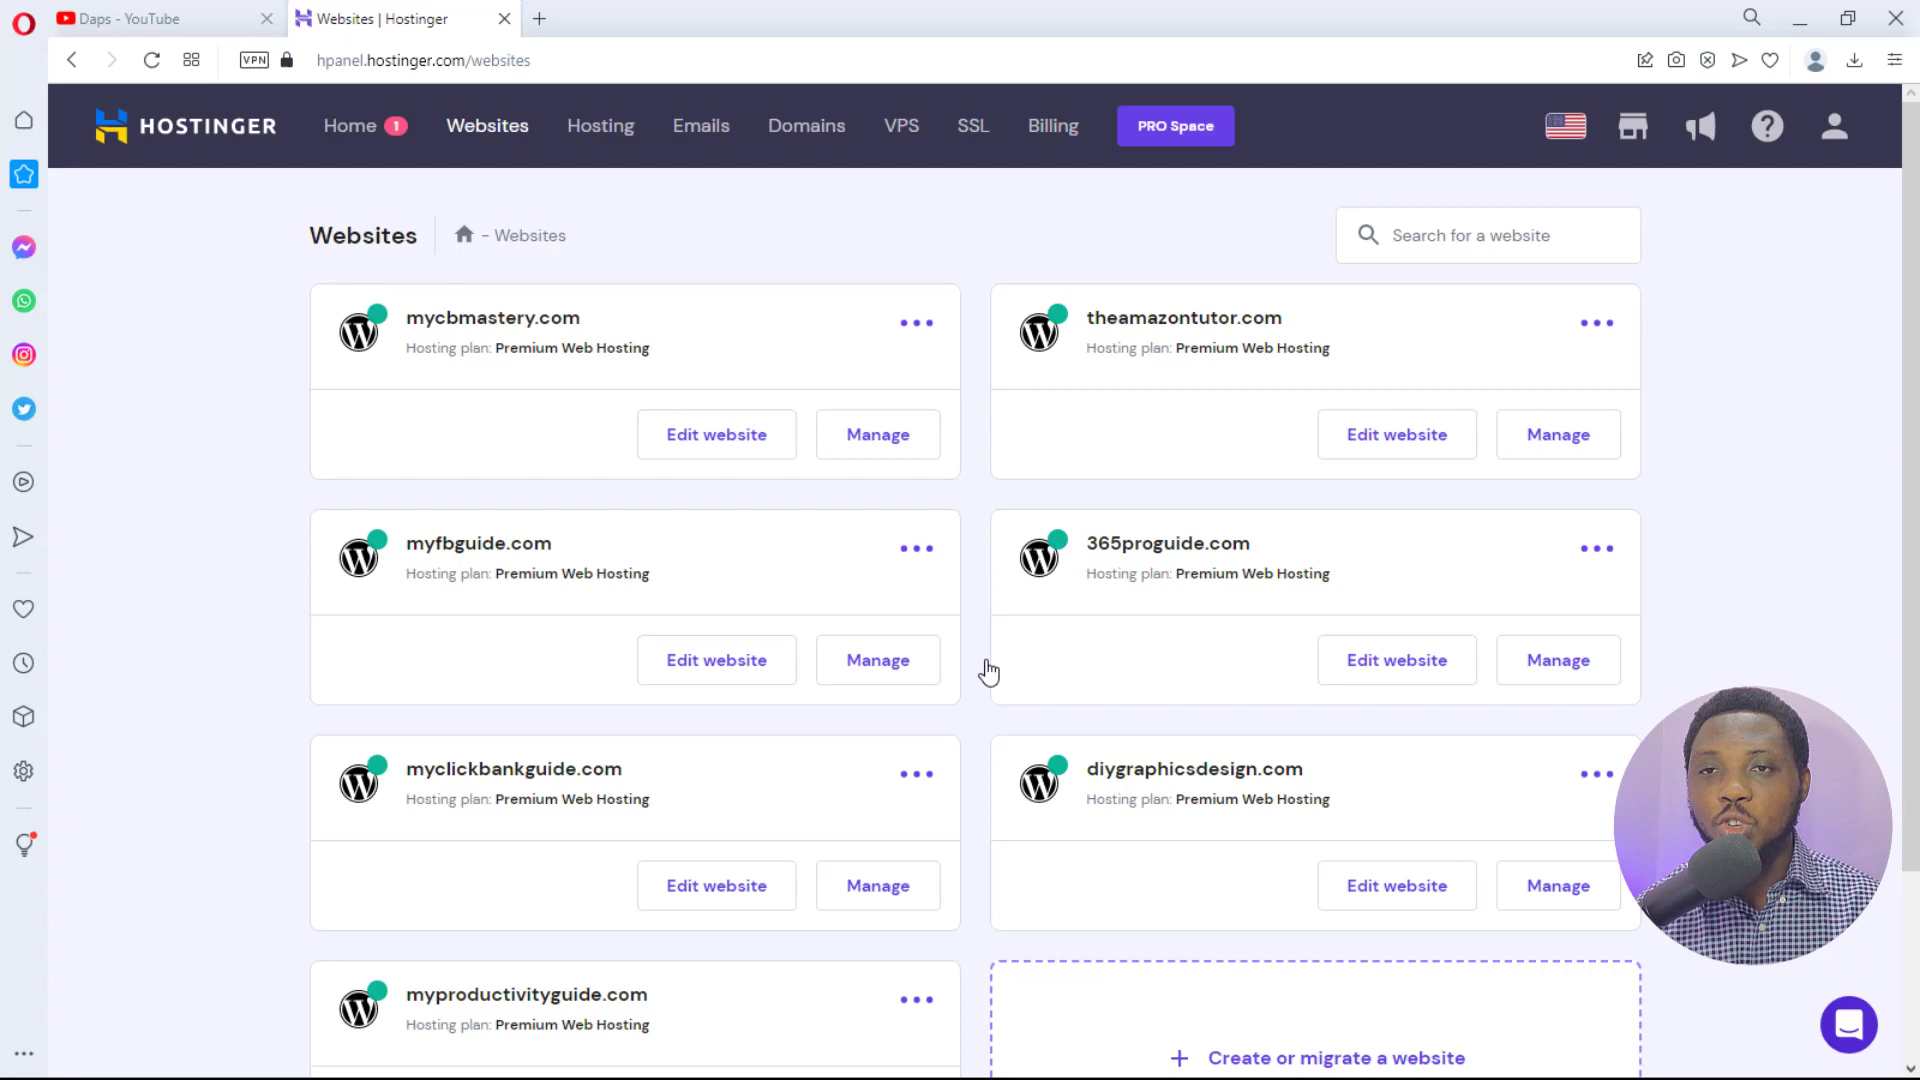 Daps - YouTube
Websites | Hostinger
VPN
hpanel.hostinger.com/websites
HOSTINGER
Home 1
Websites
Hosting
Emails
Domains
VPS
SSL
Billing
PRO Space
Websites
- Websites
Search for a website
mycbmastery.com
Hosting plan: Premium Web Hosting
Edit website
Manage
theamazontutor.com
Hosting plan: Premium Web Hosting
Edit website
Manage
myfbguide.com
Hosting plan: Premium Web Hosting
Edit website
Manage
365proguide.com
Hosting plan: Premium Web Hosting
Edit website
Manage
myclickbankguide.com
Hosting plan: Premium Web Hosting
Edit website
Manage
diygraphicsdesign.com
Hosting plan: Premium Web Hosting
Edit website
Manage
myproductivityguide.com
Hosting plan: Premium Web Hosting
+ Create or migrate a website